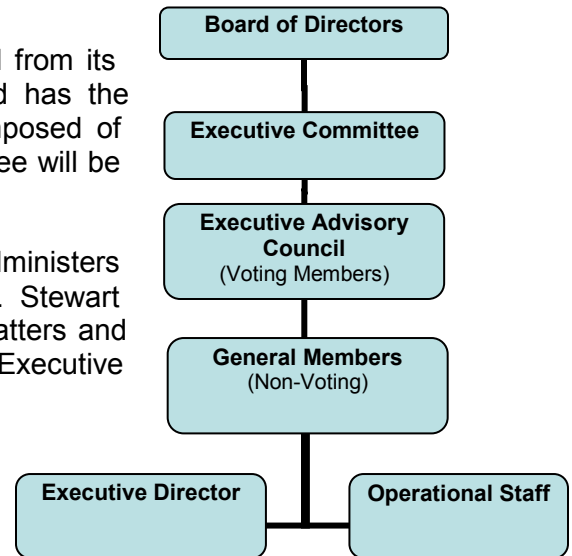 from its
d has the
posed of
ee will be
ministers
. Stewart
atters and
Executive
Board of Directors
Executive Committee
Executive Advisory
Council
(Voting Members)
General Members
(Non-Voting)
Executive Director
Operational Staff